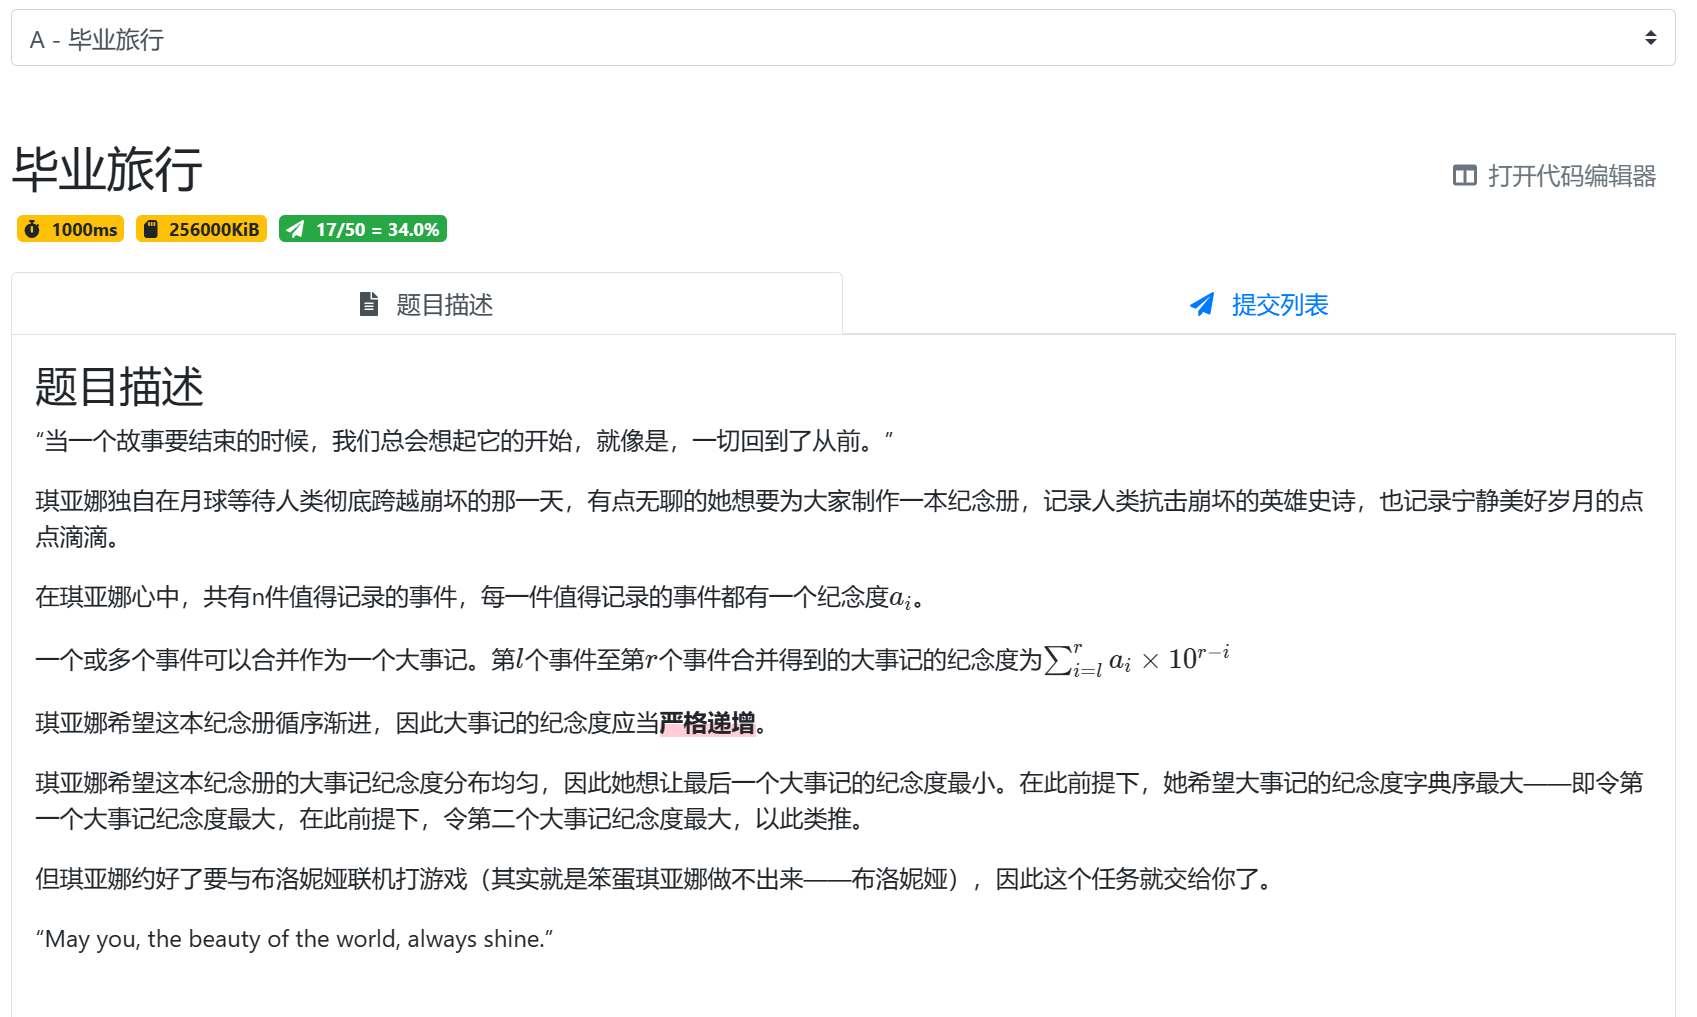 A - 毕业旅行
毕业旅行
打开代码编辑器
1000ms 256000KiB 17/50 = 34.0%
题目描述 提交列表
题目描述
“当一个故事要结束的时候，我们总会想起它的开始，就像是，一切回到了从前。”
琪亚娜独自在月球等待人类彻底跨越崩坏的那一天，有点无聊的她想要为大家制作一本纪念册，记录人类抗击崩坏的英雄史诗，也记录宁静美好岁月的点
点滴滴。
在琪亚娜心中，共有n件值得记录的事件，每一件值得记录的事件都有一个纪念度$a_i$。
一个或多个事件可以合并作为一个大事记。第$l$个事件至第$r$个事件合并得到的大事记的纪念度为$\sum_{i=l}^{r} a_i \times 10^{r-i}$
琪亚娜希望这本纪念册循序渐进，因此大事记的纪念度应当严格递增。
琪亚娜希望这本纪念册的大事记纪念度分布均匀，因此她想让最后一个大事记的纪念度最小。在此前提下，她希望大事记的纪念度字典序最大——即令第
一个大事记纪念度最大，在此前提下，令第二个大事记纪念度最大，以此类推。
但琪亚娜约好了要与布洛妮娅联机打游戏（其实就是笨蛋琪亚娜做不出来——布洛妮娅），因此这个任务就交给你了。
“May you, the beauty of the world, always shine.”